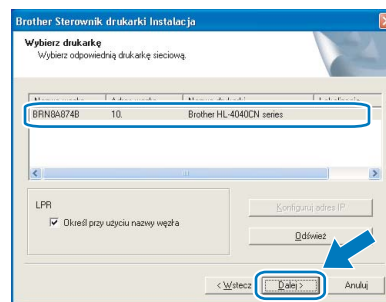 Brother Sterownik drukarki Instalacja
Wybierz drukarkę
Wybierz odpowiednią drukarkę sieciową.
BRN8A874B 10. Brother HL-4040CN series
LPR
Określ przy użyciu nazwy węzła
Konfiguruj adres IP
Odśwież
< Wstecz Dalej > Anuluj